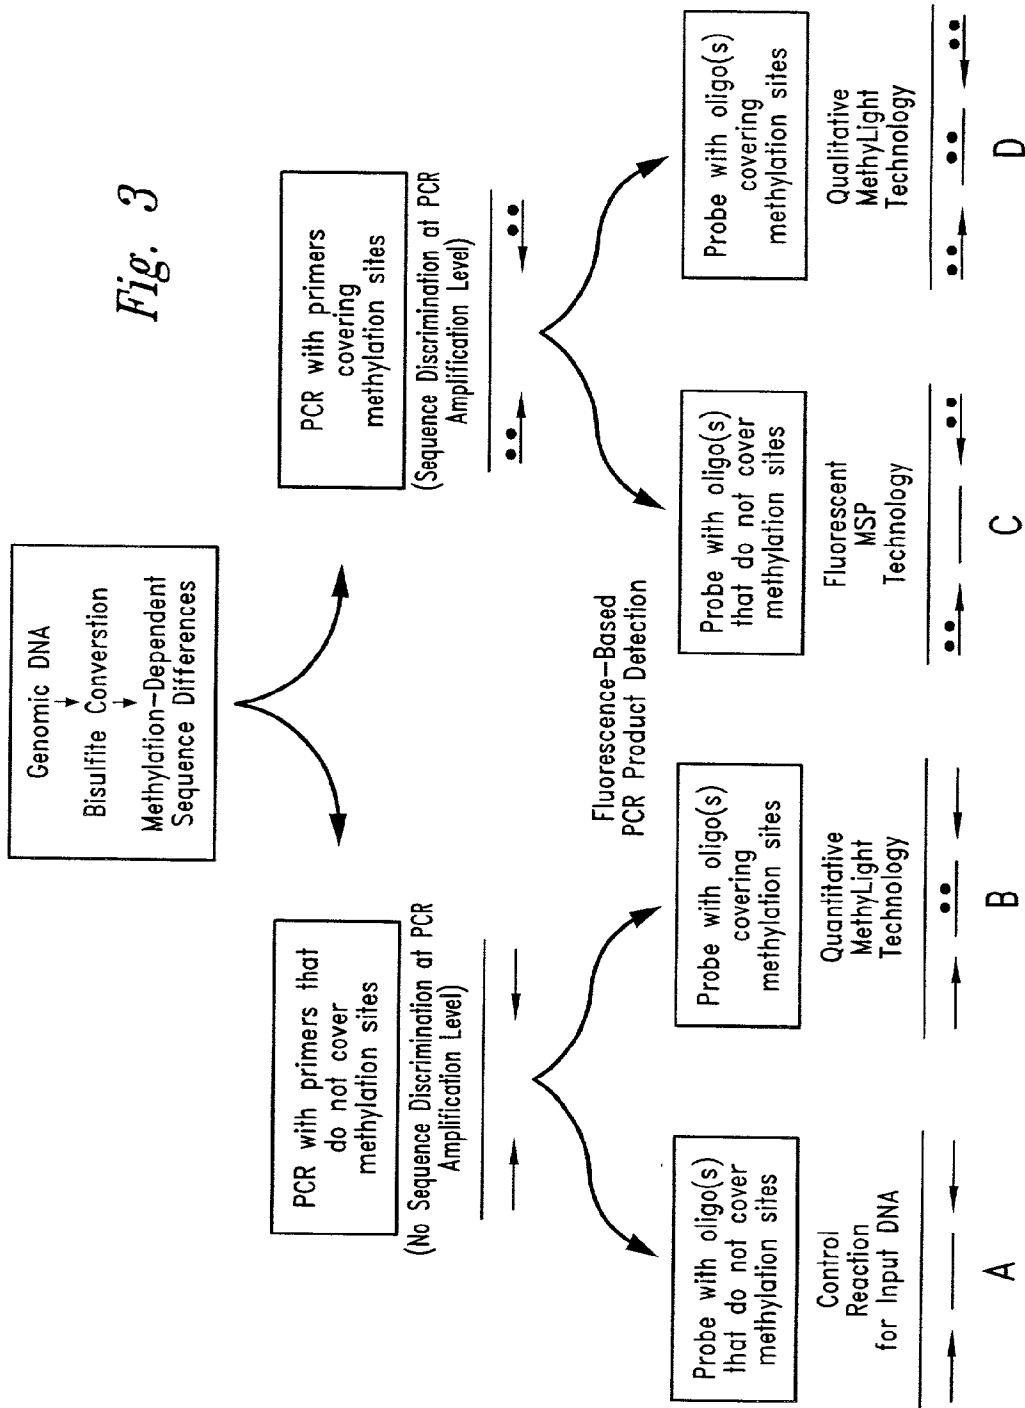 Fig. 3
Genomic DNA
Bisulfite Converstion
Methylation-Dependent
Sequence Differences
PCR with primers that
do not cover
methylation sites
(No Sequence Discrimination at PCR
Amplification Level)
PCR with primers
covering
methylation sites
(Sequence Discrimination at PCR
Amplification Level)
Fluorescence-Based
PCR Product Detection
Probe with oligo(s)
that do not cover
methylation sites
Control
Reaction
for Input DNA
A
Probe with oligo(s)
covering
methylation sites
Quantitative
MethyLight
Technology
B
Probe with oligo(s)
that do not cover
methylation sites
Fluorescent
MSP
Technology
C
Probe with oligo(s)
covering
methylation sites
Qualitative
MethyLight
Technology
D